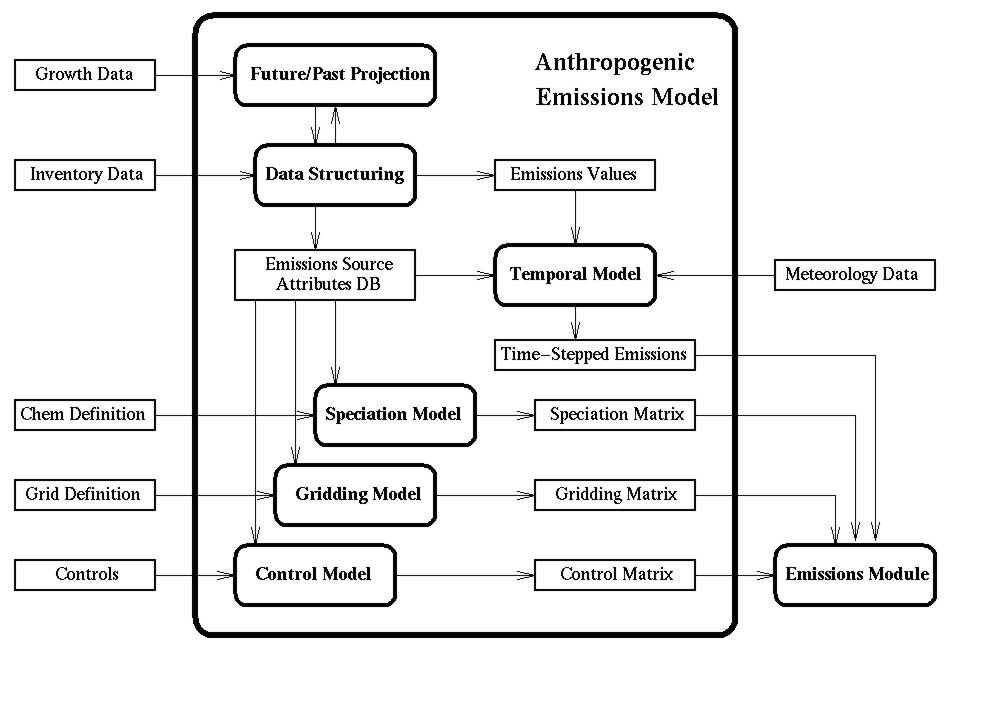 Anthropogenic
Emissions Model
Growth Data
Future/Past Projection
Inventory Data
Data Structuring
Emissions Values
Emissions Source
Attributes DB
Temporal Model
Meteorology Data
Time−Stepped Emissions
Chem Definition
Speciation Model
Speciation Matrix
Grid Definition
Gridding Model
Gridding Matrix
Controls
Control Model
Control Matrix
Emissions Module